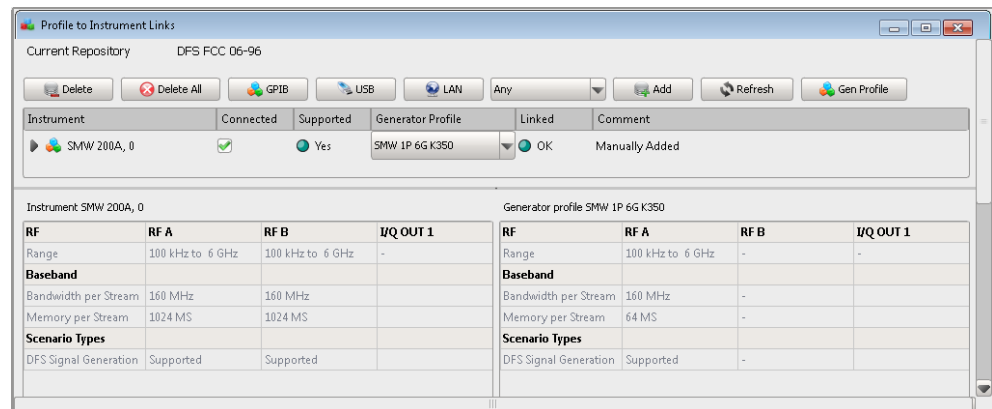 Profile to Instrument Links
Current Repository DFS FCC 06-96
Delete Delete All GPIB USB LAN Any Add Refresh Gen Profile
Instrument Connected Supported Generator Profile Linked Comment
SMW 200A, 0 Yes SMW 1P 6G K350 OK Manually Added
Instrument SMW 200A, 0
RF RF A RF B I/Q OUT 1
Range 100 kHz to 6 GHz 100 kHz to 6 GHz -
Baseband
Bandwidth per Stream 160 MHz 160 MHz
Memory per Stream 1024 MS 1024 MS
Scenario Types
DFS Signal Generation Supported Supported
Generator profile SMW 1P 6G K350
RF RF A RF B I/Q OUT 1
Range 100 kHz to 6 GHz - -
Baseband
Bandwidth per Stream 160 MHz -
Memory per Stream 64 MS -
Scenario Types
DFS Signal Generation Supported -